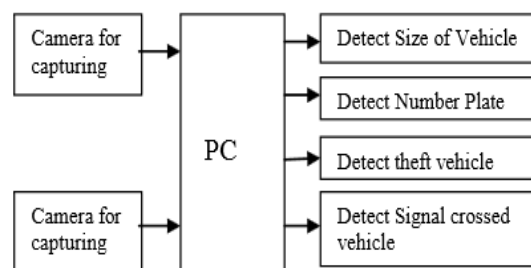 Camera for
capturing
Camera for
capturing
PC
Detect Size of Vehicle
Detect Number Plate
Detect theft vehicle
Detect Signal crossed
vehicle